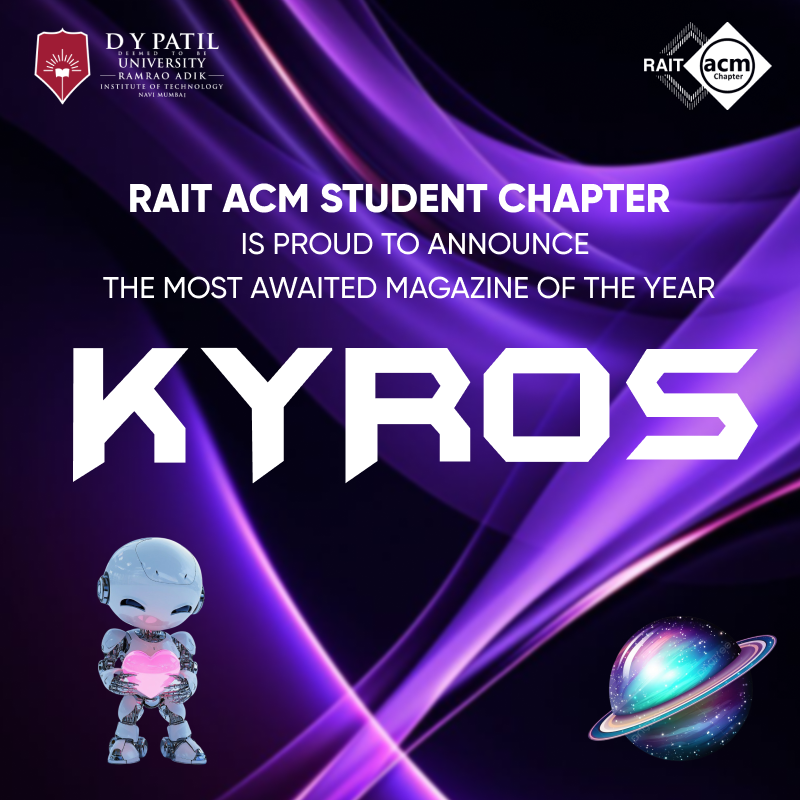 D Y PATIL
DEEMED TO BE
UNIVERSITY
RAMRAO ADIK
INSTITUTE OF TECHNOLOGY
NAVI MUMBAI
RAIT acm
Chapter
RAIT ACM STUDENT CHAPTER
IS PROUD TO ANNOUNCE
THE MOST AWAITED MAGAZINE OF THE YEAR
KYROS